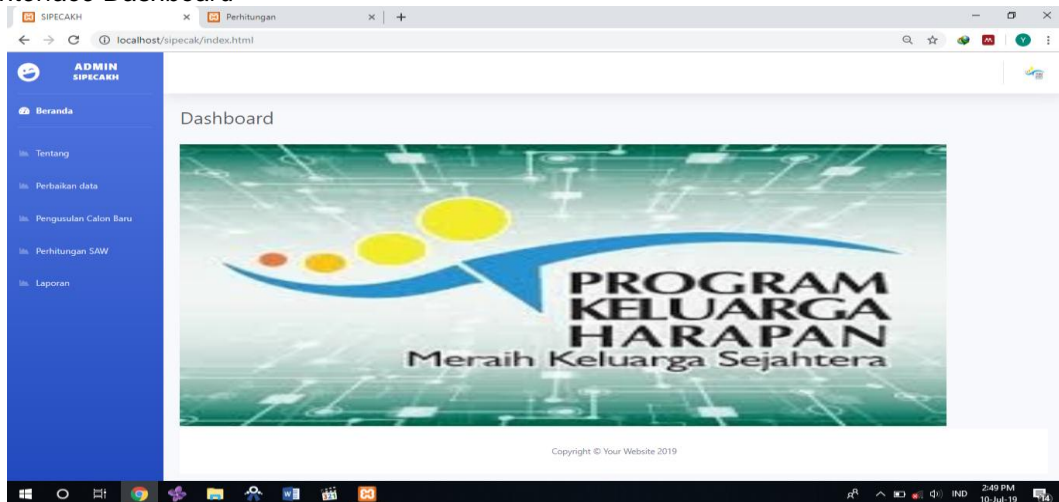 SIPECAKH
Perhitungan
localhost/sipecak/index.html
Y
ADMIN
SIPECAKH
Beranda
Dashboard
Tentang
Perbaikan data
Pengusulan Calon Baru
Perhitungan SAW
Laporan
PROGRAM
KELUARGA
HARAPAN
Meraih Keluarga Sejahtera
Copyright © Your Website 2019
IND
2:49 PM
10-Jul-19